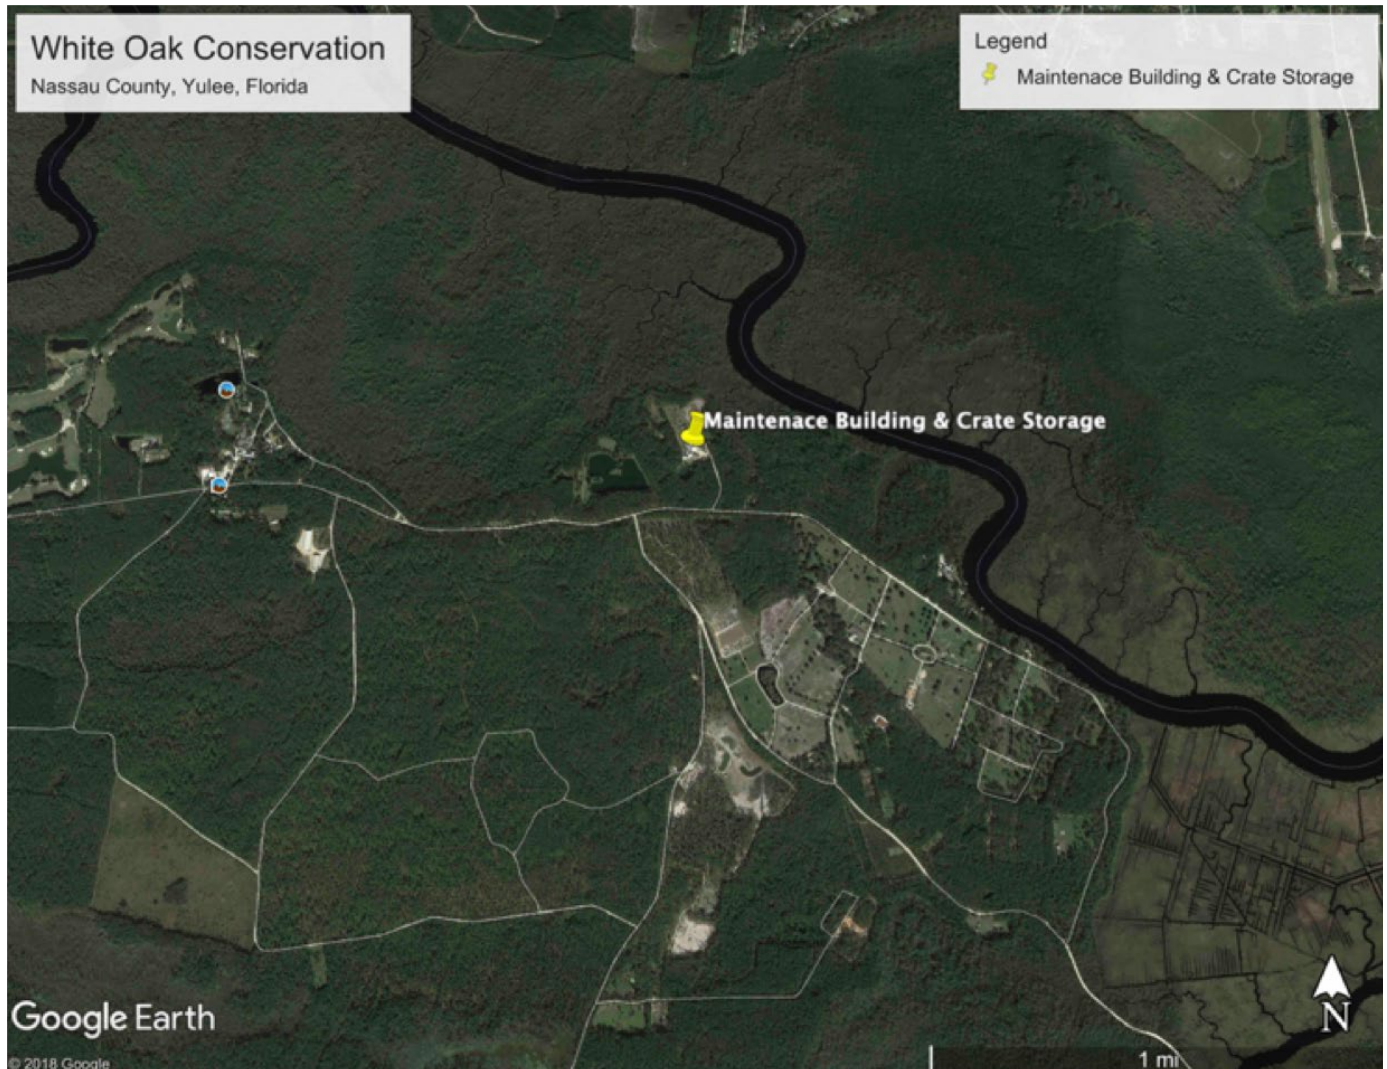 White Oak Conservation
Nassau County, Yulee, Florida
Legend
Maintenace Building & Crate Storage
Maintenace Building & Crate Storage
Google Earth
N
© 2018 Google
1 mi